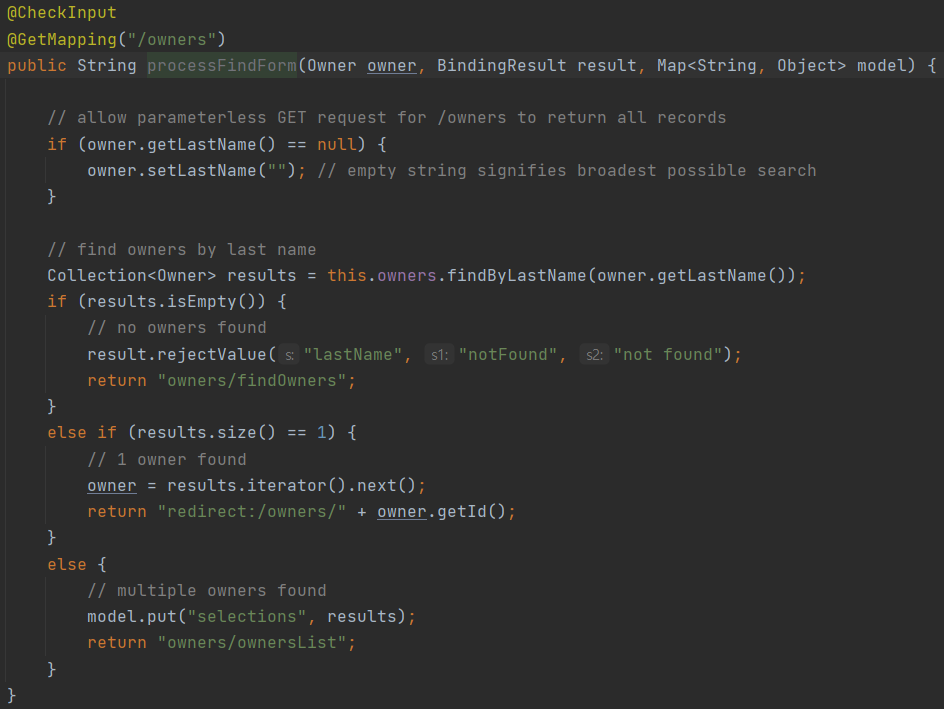 @CheckInput
@GetMapping("/owners")
public String processFindForm(Owner owner, BindingResult result, Map<String, Object> model) {
// allow parameterless GET request for /owners to return all records
if (owner.getLastName() == null) {
owner.setLastName(""); // empty string signifies broadest possible search
}
// find owners by last name
Collection<Owner> results = this.owners.findByLastName(owner.getLastName());
if (results.isEmpty()) {
// no owners found
result.rejectValue( s: "lastName", s1: "notFound", s2: "not found");
return "owners/findOwners";
}
else if (results.size() == 1) {
// 1 owner found
owner = results.iterator().next();
return "redirect:/owners/" + owner.getId();
}
else {
// multiple owners found
model.put("selections", results);
return "owners/ownersList";
}
}